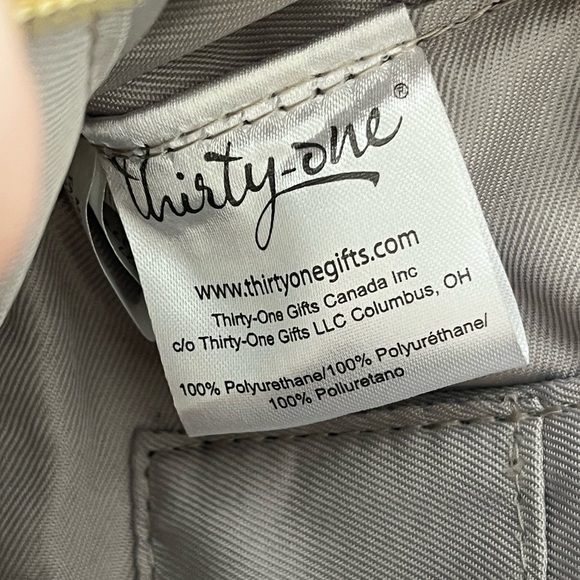 thirty-one®
www.thirtyonegifts.com
Thirty-One Gifts Canada Inc
c/o Thirty-One Gifts LLC Columbus, OH
100% Polyurethane/100% Polyuréthane/
100% Poliuretano